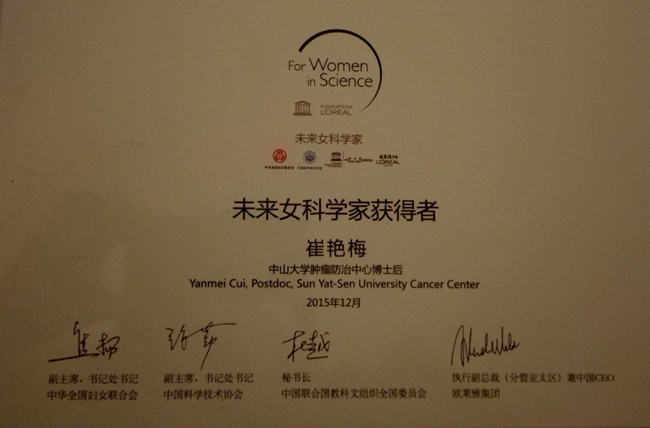 For Women
in Science
FONDATION
L'ORÉAL
未来女科学家
L'ORÉAL
未来女科学家获得者
崔艳梅
中山大学肿瘤防治中心博士后
Yanmei Cui, Postdoc, Sun Yat-Sen University Cancer Center
2015年12月
副主席、书记处书记
中华全国妇女联合会
副主席、书记处书记
中国科学技术协会
秘书长
中国联合国教科文组织全国委员会
执行副总裁（分管亚太区）兼中国CEO
欧莱雅集团